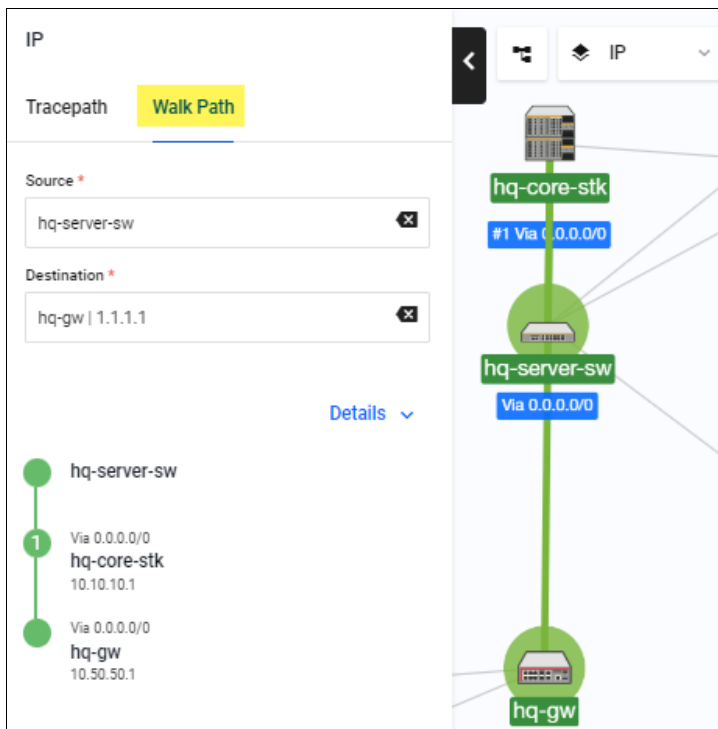 IP
Tracepath
Walk Path
Source *
hq-server-sw
Destination *
hq-gw | 1.1.1.1
Details
hq-server-sw
1
Via 0.0.0.0/0
hq-core-stk
10.10.10.1
Via 0.0.0.0/0
hq-gw
10.50.50.1
IP
hq-core-stk
#1 Via 0.0.0.0/0
hq-server-sw
Via 0.0.0.0/0
hq-gw